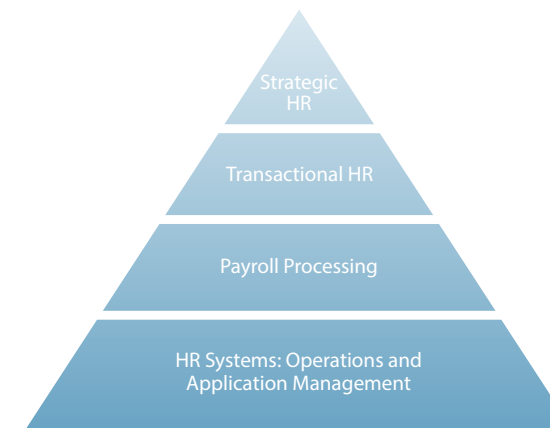 Strategic
HR
Transactional HR
Payroll Processing
HR Systems: Operations and
Application Management